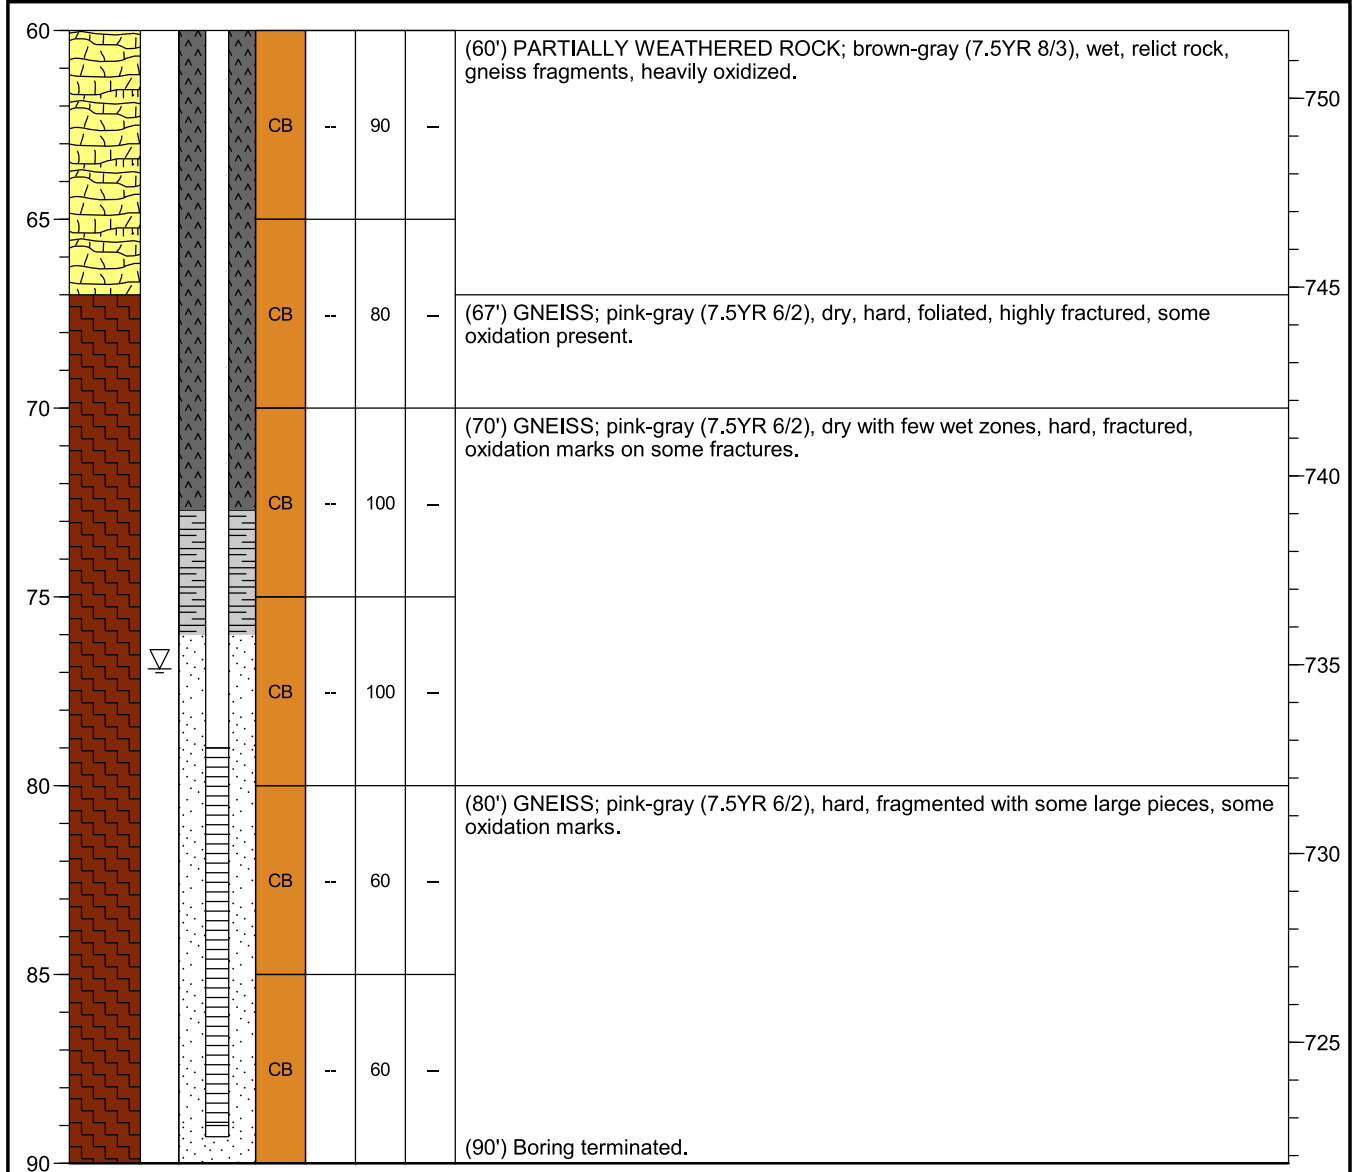 60
(60') PARTIALLY WEATHERED ROCK; brown-gray (7.5YR 8/3), wet, relict rock,
gneiss fragments, heavily oxidized.
750
CB -- 90 –
65
745
(67') GNEISS; pink-gray (7.5YR 6/2), dry, hard, foliated, highly fractured, some
oxidation present.
CB -- 80 –
70
(70') GNEISS; pink-gray (7.5YR 6/2), dry with few wet zones, hard, fractured,
oxidation marks on some fractures.
740
CB -- 100 –
75
735
CB -- 100 –
80
(80') GNEISS; pink-gray (7.5YR 6/2), hard, fragmented with some large pieces, some
oxidation marks.
730
CB -- 60 –
85
725
CB -- 60 –
(90') Boring terminated.
90